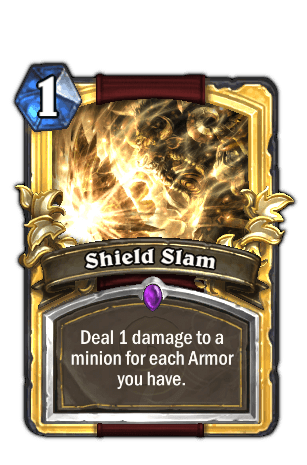 1
Shield Slam
Deal 1 damage to a
minion for each Armor
you have.